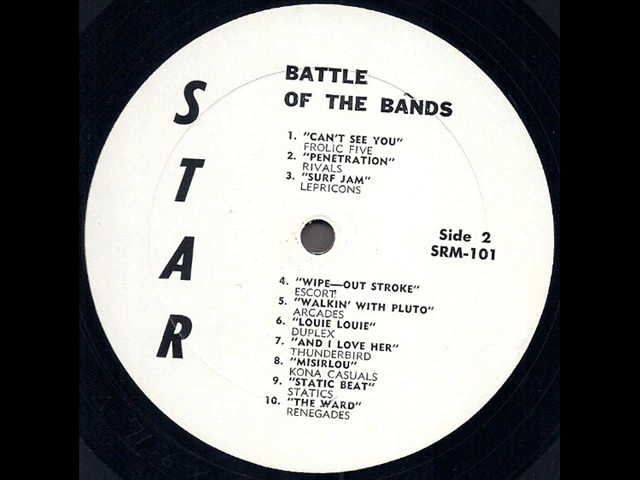 STAR
BATTLE
OF THE BANDS
1. "CAN'T SEE YOU"
FROLIC FIVE
2. "PENETRATION"
RIVALS
3. "SURF JAM"
LEPRICONS
Side 2
SRM-101
4. "WIPE—OUT STROKE"
ESCORT
5. "WALKIN' WITH PLUTO"
ARCADES
6. "LOUIE LOUIE"
DUPLEX
7. "AND I LOVE HER"
THUNDERBIRD
8. "MISIRLOU"
KONA CASUALS
9. "STATIC BEAT"
STATICS
10. "THE WARD"
RENEGADES